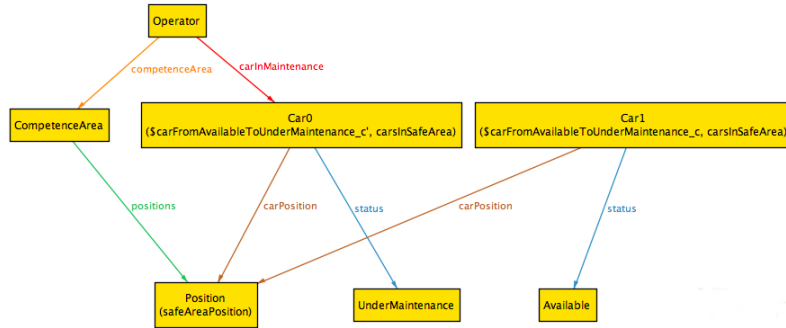 Operator
competenceArea
carInMaintenance
CompetenceArea
Car0
($carFromAvailableToUnderMaintenance_c', carsInSafeArea)
Car1
($carFromAvailableToUnderMaintenance_c, carsInSafeArea)
positions
carPosition
status
carPosition
status
Position
(safeAreaPosition)
UnderMaintenance
Available